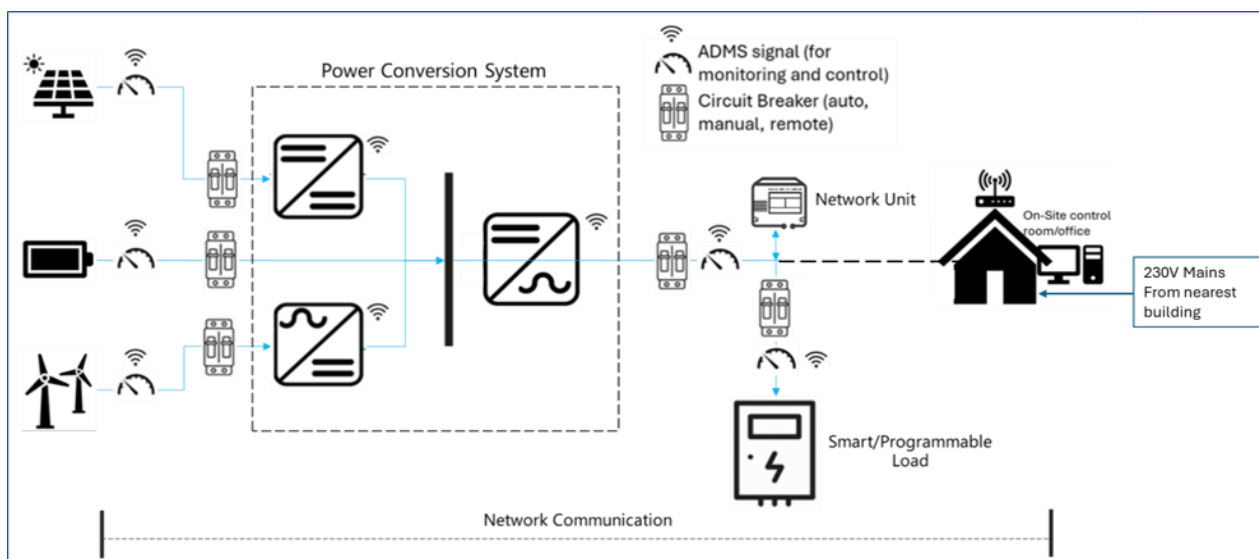 Power Conversion System
ADMS signal (for
monitoring and control)
Circuit Breaker (auto,
manual, remote)
Network Unit
On-Site control
room/office
230V Mains
From nearest
building
Smart/Programmable
Load
Network Communication